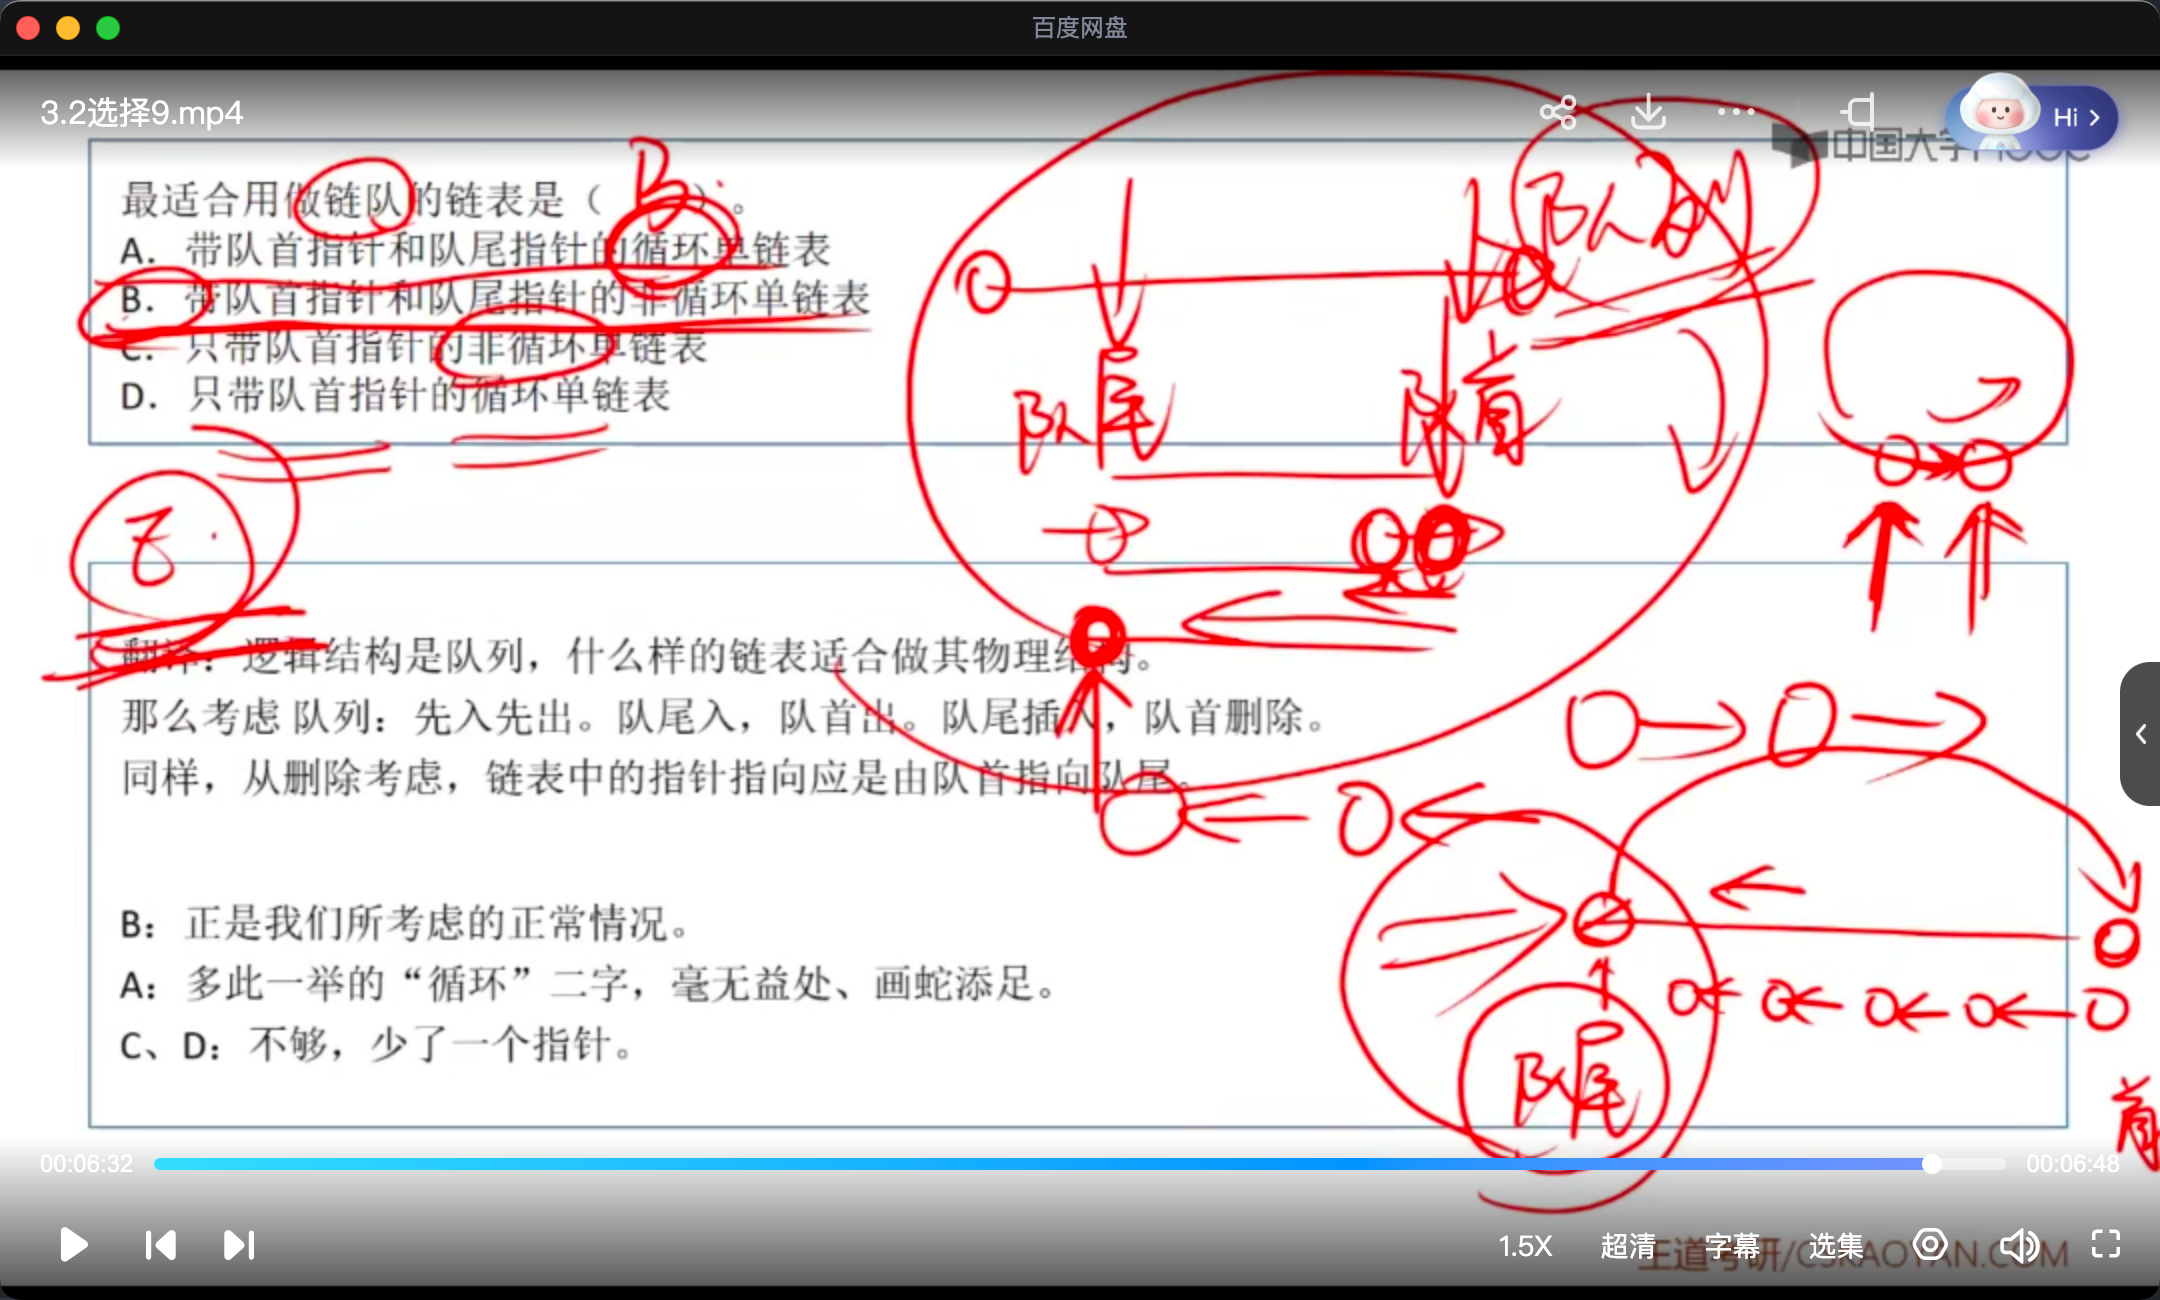 百度网盘
3.2选择9.mp4
Hi
中国大学MOOC
最适合用做链队的链表是（ B ）。
A. 带队首指针和队尾指针的循环单链表
B. 带队首指针和队尾指针的非循环单链表
C. 只带队首指针的非循环单链表
D. 只带队首指针的循环单链表
队列
队尾
队首
翻译：逻辑结构是队列，什么样的链表适合做其物理结构。
那么考虑 队列：先入先出。队尾入，队首出。队尾插入，队首删除。
同样，从删除考虑，链表中的指针指向应是由队首指向队尾。
B：正是我们所考虑的正常情况。
A：多此一举的“循环”二字，毫无益处、画蛇添足。
C、D：不够，少了一个指针。
队尾
首
00:06:32
00:06:48
1.5X
超清
字幕
选集
王道考研/CSKAOYAN.COM